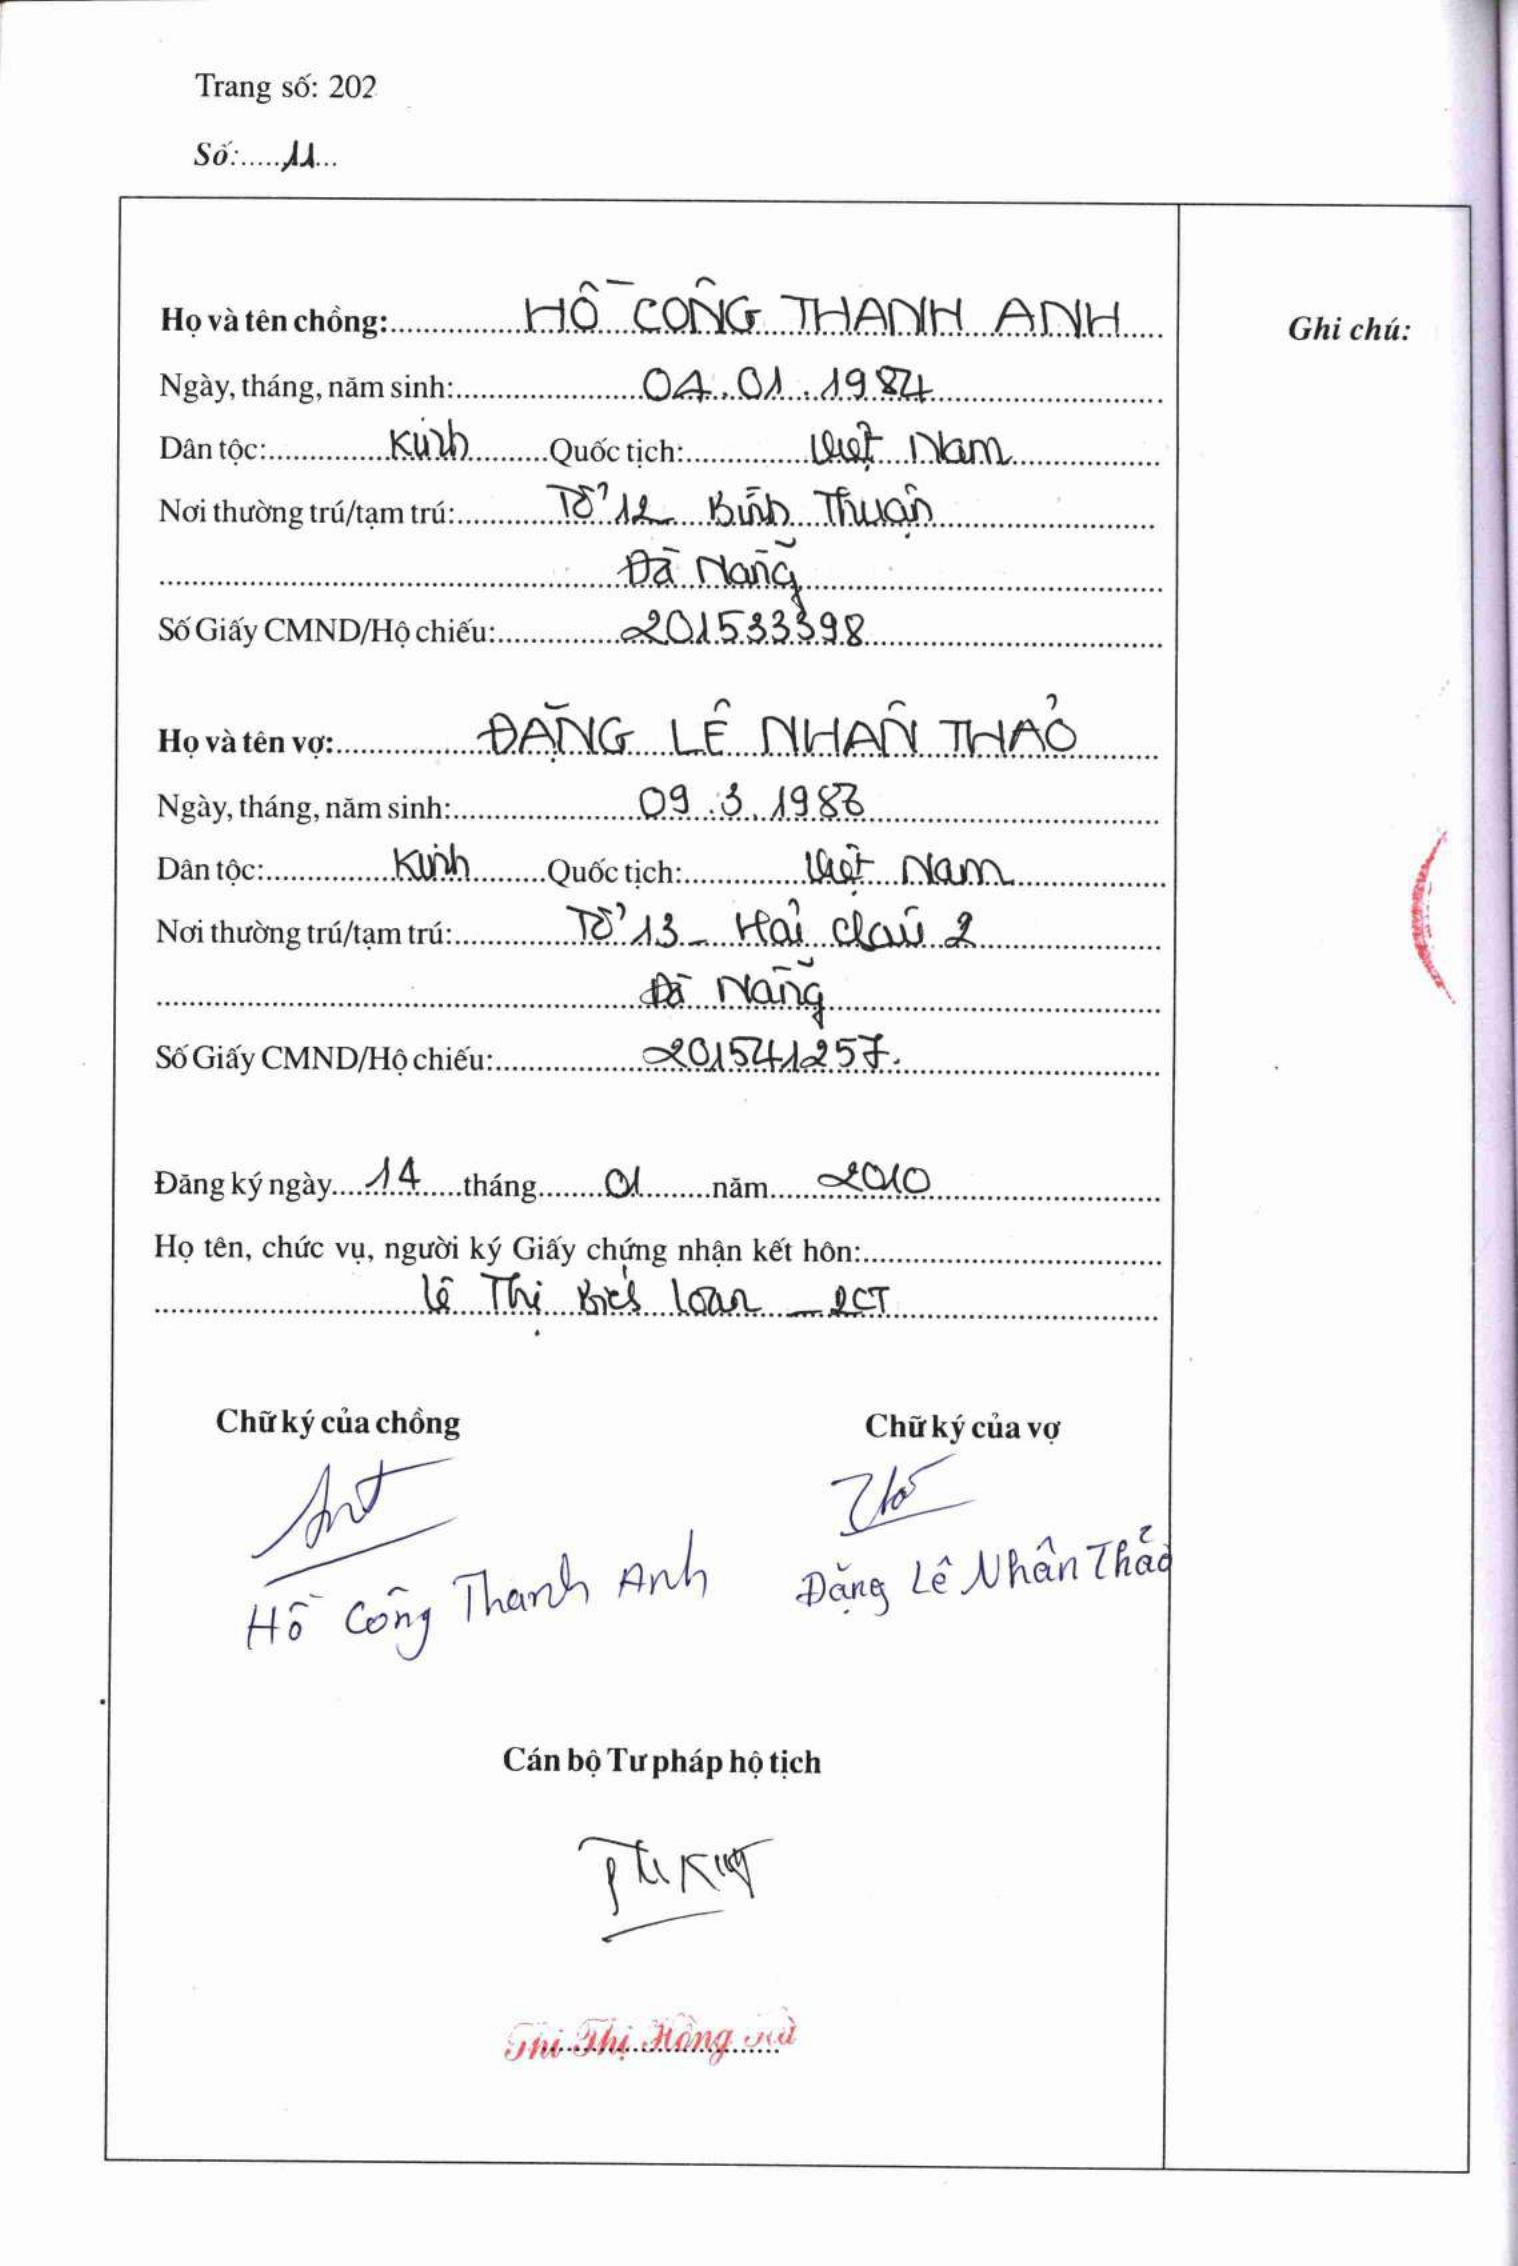 Trang số: 202
Số:.....11...
Họ và tên chồng: HỒ CÔNG THANH ANH
Ghi chú:
Ngày, tháng, năm sinh: 04.01.1984
Dân tộc: Kinh Quốc tịch: Việt Nam
Nơi thường trú/tạm trú: Tổ 12 Bình Thuận
Đà Nẵng
Số Giấy CMND/Hộ chiếu: 201533398
Họ và tên vợ: ĐẶNG LÊ NHÂN THẢO
Ngày, tháng, năm sinh: 09.3.198
Dân tộc: Kinh Quốc tịch: Việt Nam
Nơi thường trú/tạm trú: Tổ 13 - Hải Châu 2
Đà Nẵng
Số Giấy CMND/Hộ chiếu: 201541257.
Đăng ký ngày 14 tháng 01 năm 2010
Họ tên, chức vụ, người ký Giấy chứng nhận kết hôn:
Lê Thị Bích Loan - PCT
Chữ ký của chồng
Chữ ký của vợ
Hồ Công Thanh Anh
Đặng Lê Nhân Thảo
Cán bộ Tư pháp hộ tịch
Thi Thị Hồng